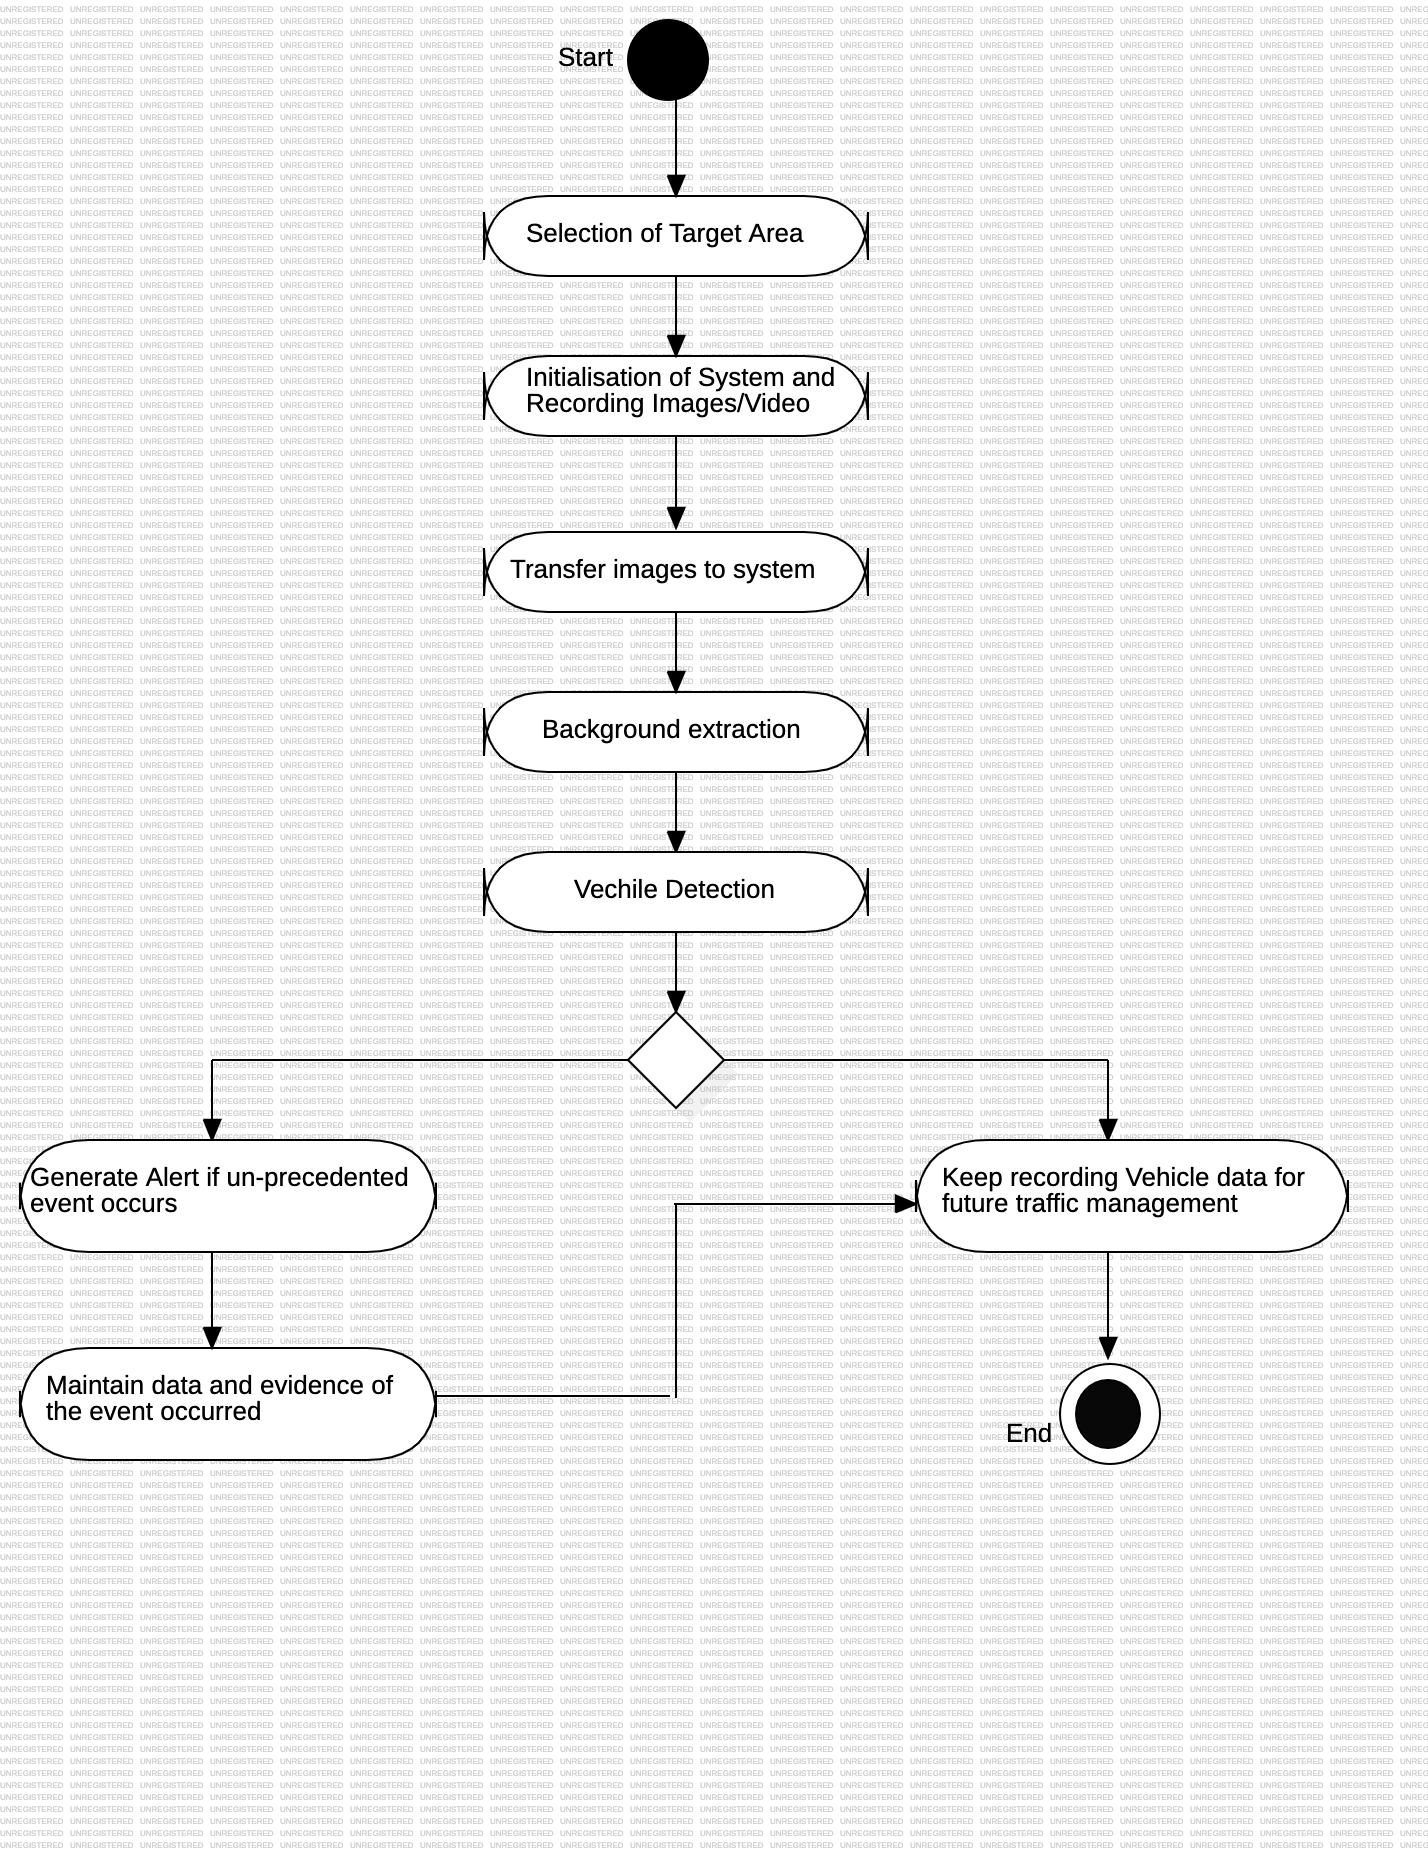 Start
Selection of Target Area
Initialisation of System and
Recording Images/Video
Transfer images to system
Background extraction
Vechile Detection
Generate Alert if un-precedented
event occurs
Keep recording Vehicle data for
future traffic management
Maintain data and evidence of
the event occurred
End
UNREGISTERED